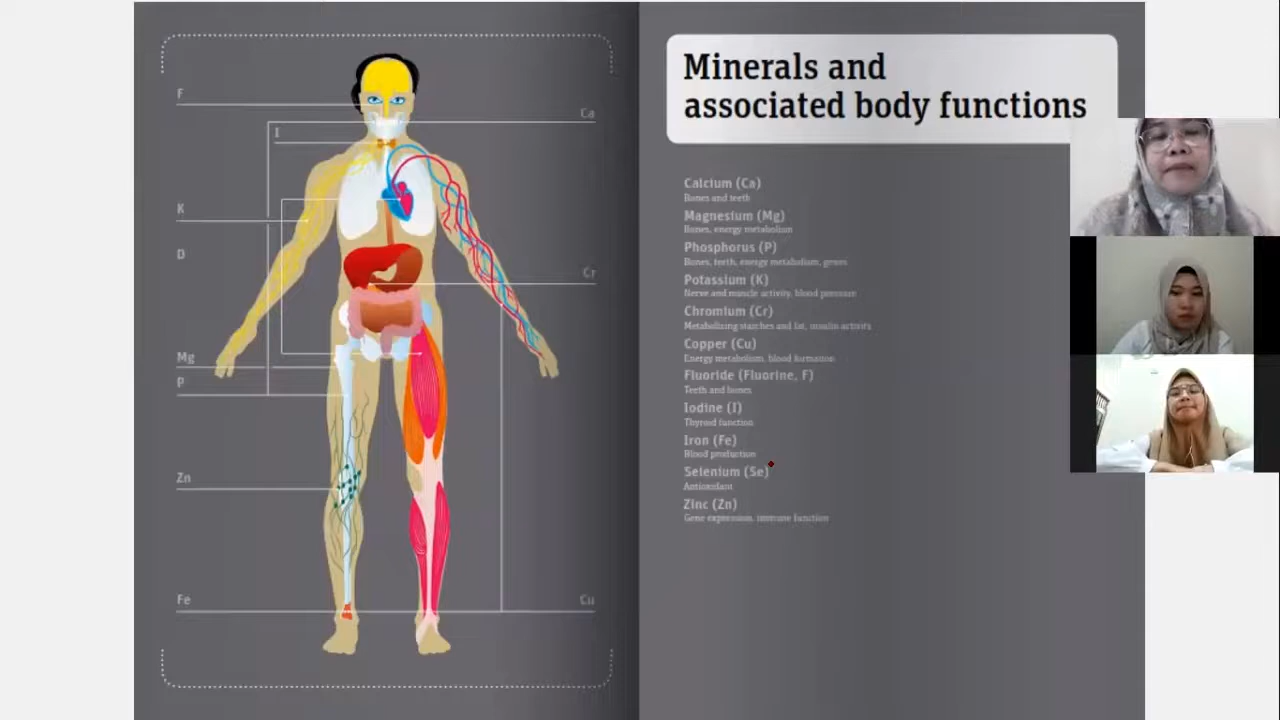 F
Ca
I
K
D
Cr
Mg
P
Zn
Fe
Cu
Minerals and
associated body functions
Calcium (Ca)
Bones and teeth
Magnesium (Mg)
Bones, energy metabolism
Phosphorus (P)
Bones, teeth, energy metabolism, genes
Potassium (K)
Nerve and muscle activity, blood pressure
Chromium (Cr)
Metabolizing starches and fat, insulin activity
Copper (Cu)
Energy metabolism, blood formation
Fluoride (Fluorine, F)
Teeth and bones
Iodine (I)
Thyroid function
Iron (Fe)
Blood production
Selenium (Se)
Antioxidant
Zinc (Zn)
Gene expression, immune function